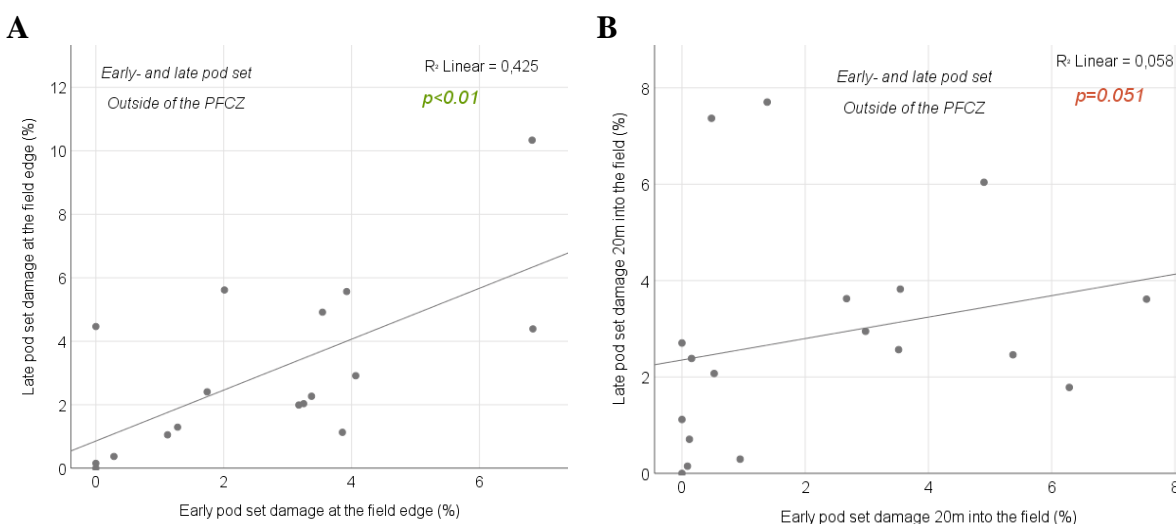 A
Early- and late pod set
Outside of the PFCZ
R² Linear = 0,425
p<0.01
Late pod set damage at the field edge (%)
12
10
8
6
4
2
0
0 2 4 6
Early pod set damage at the field edge (%)
B
Early- and late pod set
Outside of the PFCZ
R² Linear = 0,058
p=0.051
Late pod set damage 20m into the field (%)
8
6
4
2
0
0 2 4 6 8
Early pod set damage 20m into the field (%)